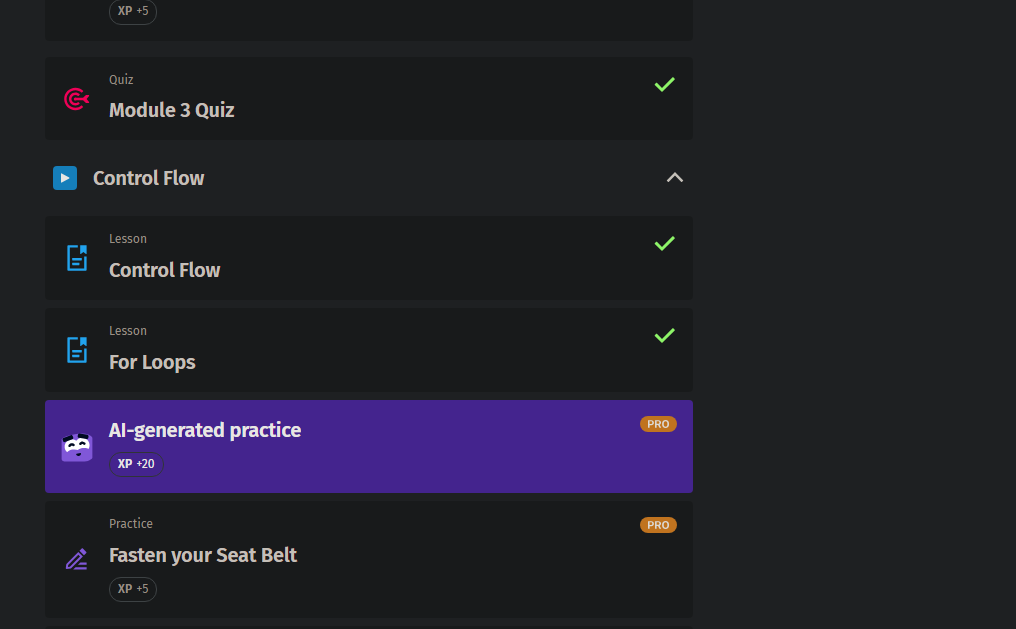 XP +5
Quiz
Module 3 Quiz
Control Flow
Lesson
Control Flow
Lesson
For Loops
AI-generated practice
PRO
XP +20
Practice
PRO
Fasten your Seat Belt
XP +5